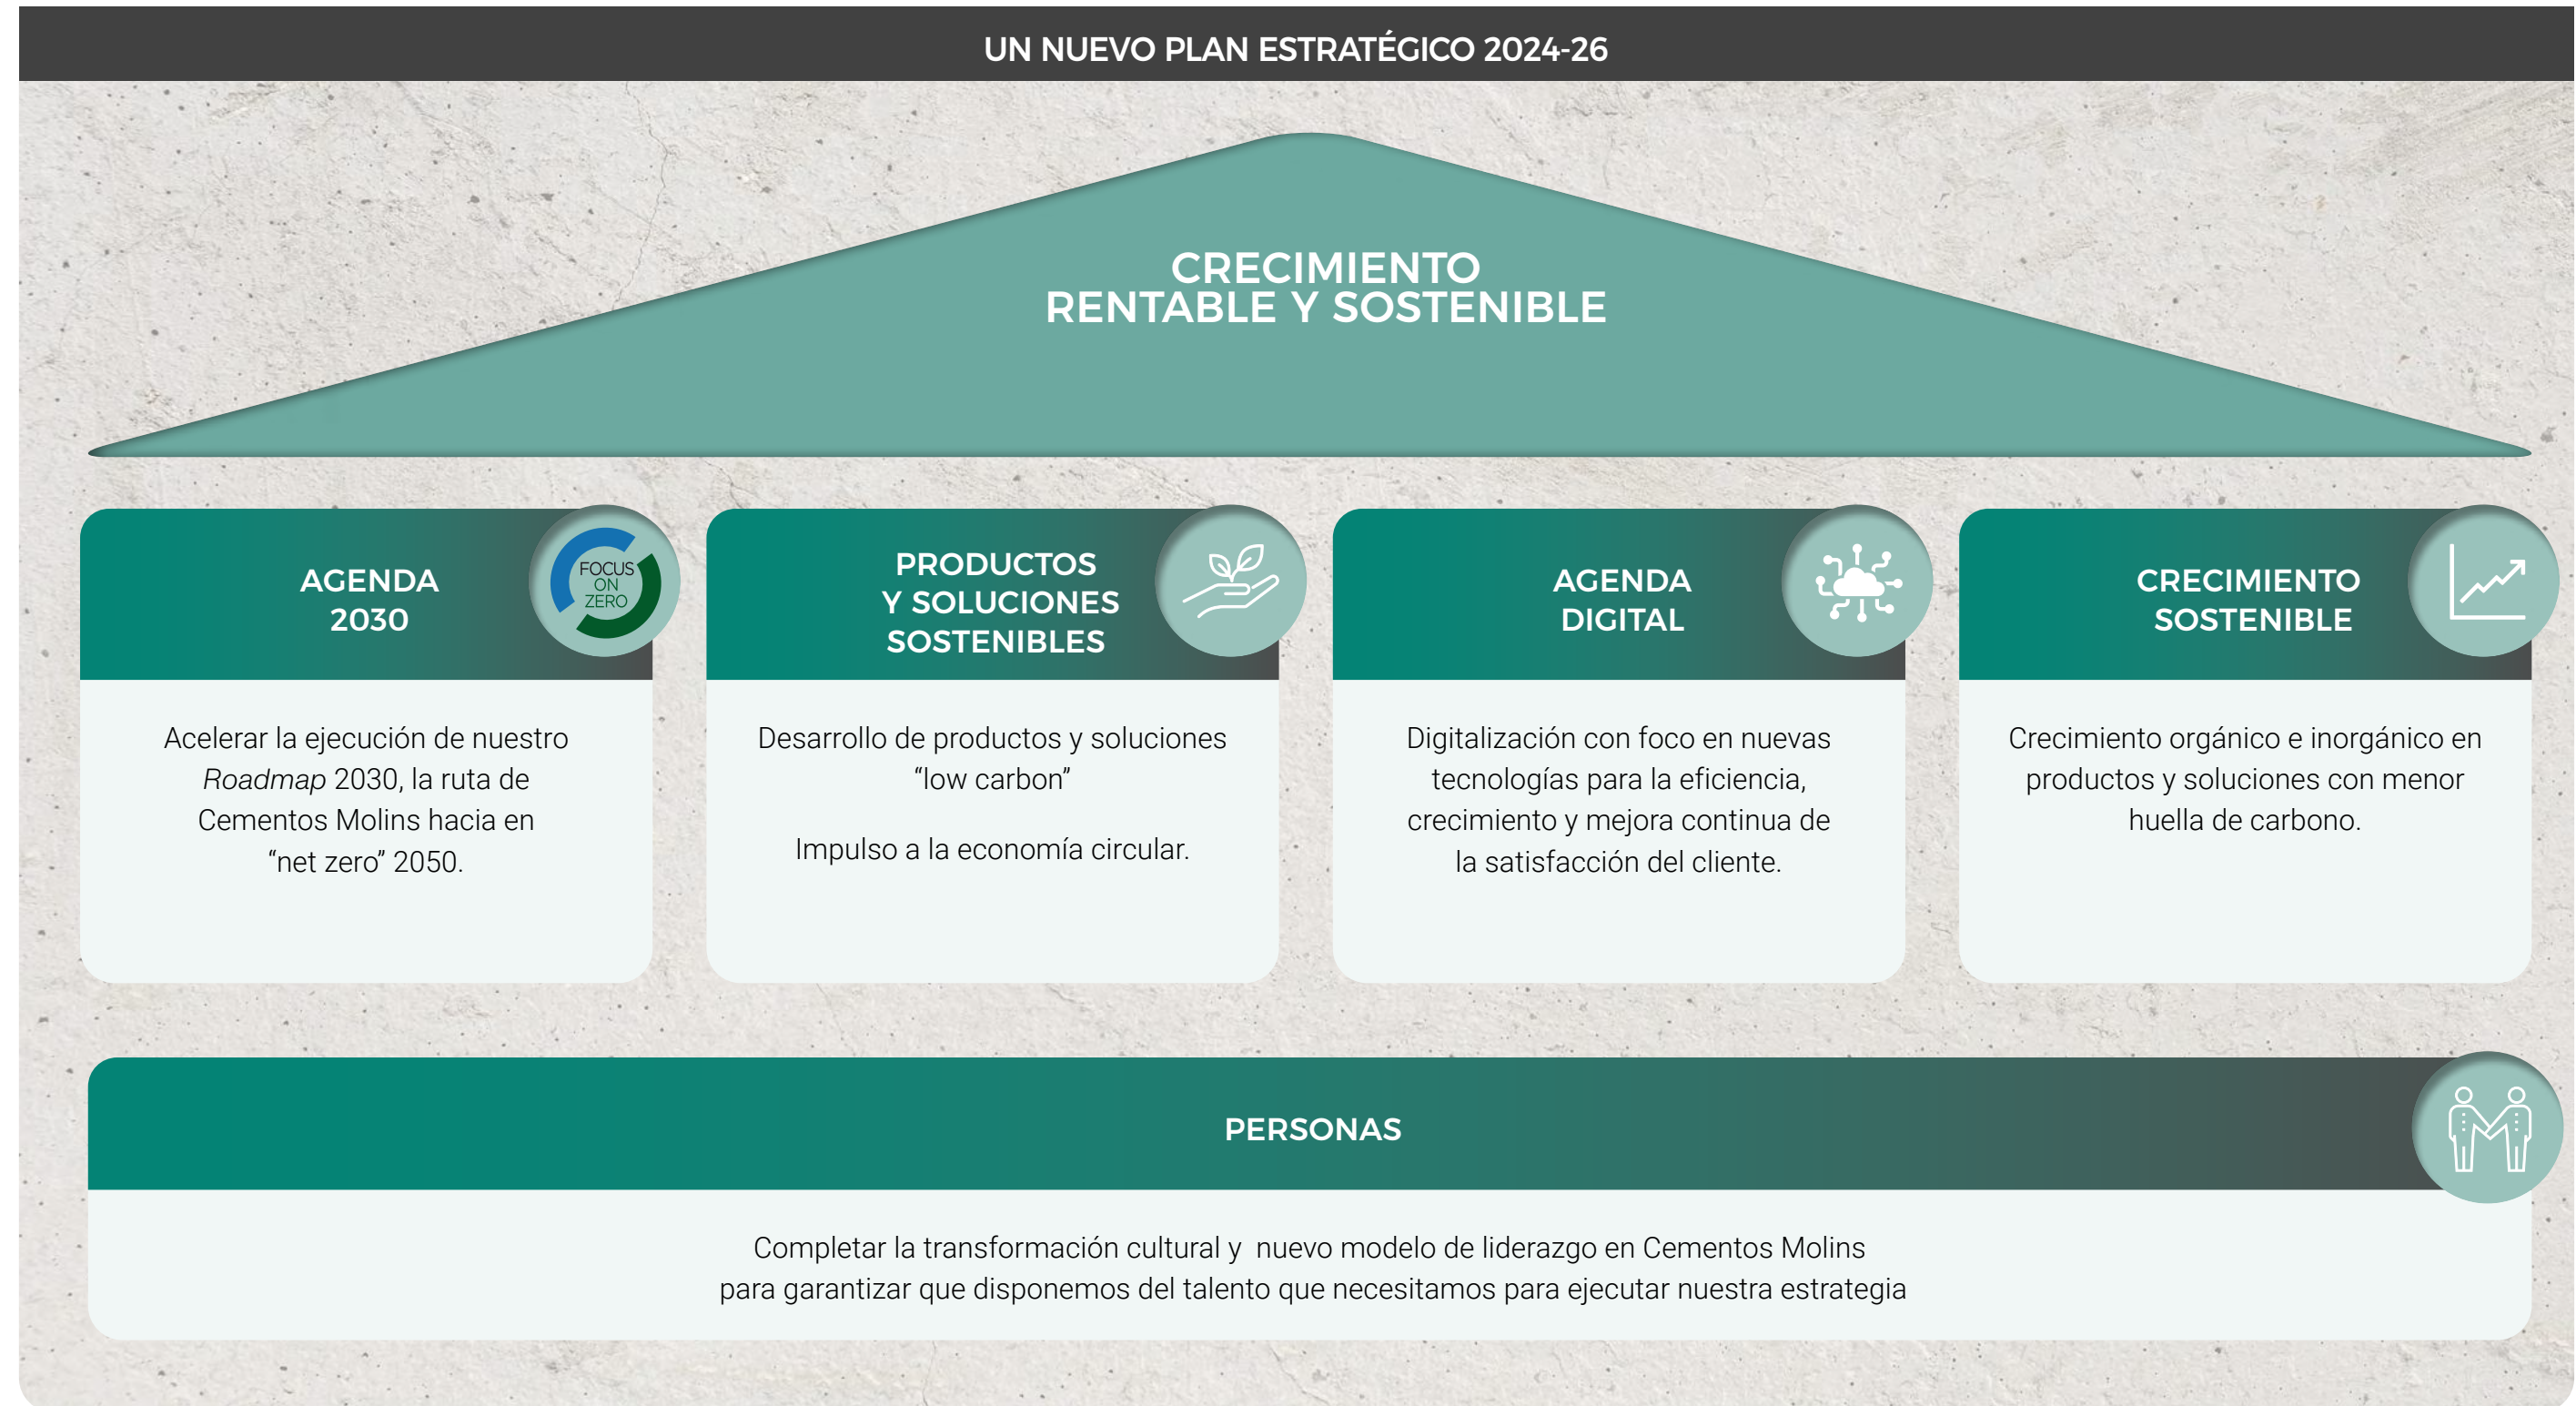 UN NUEVO PLAN ESTRATÉGICO 2024-26
CRECIMIENTO
RENTABLE Y SOSTENIBLE
AGENDA
2030
FOCUS
ON
ZERO
Acelerar la ejecución de nuestro
Roadmap 2030, la ruta de
Cementos Molins hacia en
“net zero” 2050.
PRODUCTOS
Y SOLUCIONES
SOSTENIBLES
Desarrollo de productos y soluciones
“low carbon”
Impulso a la economía circular.
AGENDA
DIGITAL
Digitalización con foco en nuevas
tecnologías para la eficiencia,
crecimiento y mejora continua de
la satisfacción del cliente.
CRECIMIENTO
SOSTENIBLE
Crecimiento orgánico e inorgánico en
productos y soluciones con menor
huella de carbono.
PERSONAS
Completar la transformación cultural y  nuevo modelo de liderazgo en Cementos Molins
para garantizar que disponemos del talento que necesitamos para ejecutar nuestra estrategia